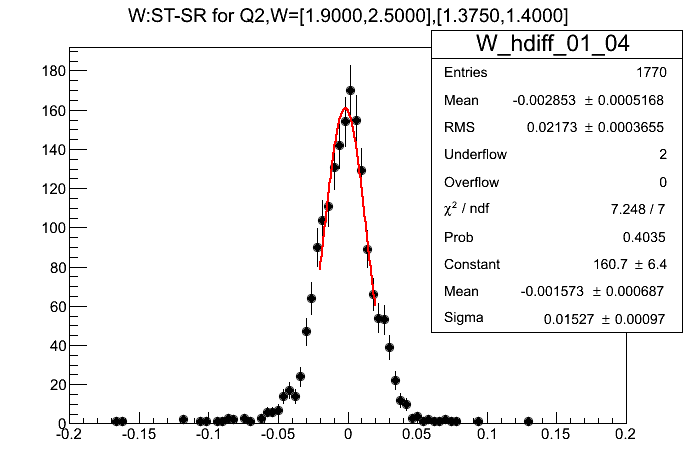 W:ST-SR for Q2,W=[1.9000,2.5000],[1.3750,1.4000]
W_hdiff_01_04
Entries 1770
Mean -0.002853 ± 0.0005168
RMS 0.02173 ± 0.0003655
Underflow 2
Overflow 0
χ² / ndf 7.248 / 7
Prob 0.4035
Constant 160.7 ± 6.4
Mean -0.001573 ± 0.000687
Sigma 0.01527 ± 0.00097
180
160
140
120
100
80
60
40
20
0
-0.2 -0.15 -0.1 -0.05 0 0.05 0.1 0.15 0.2